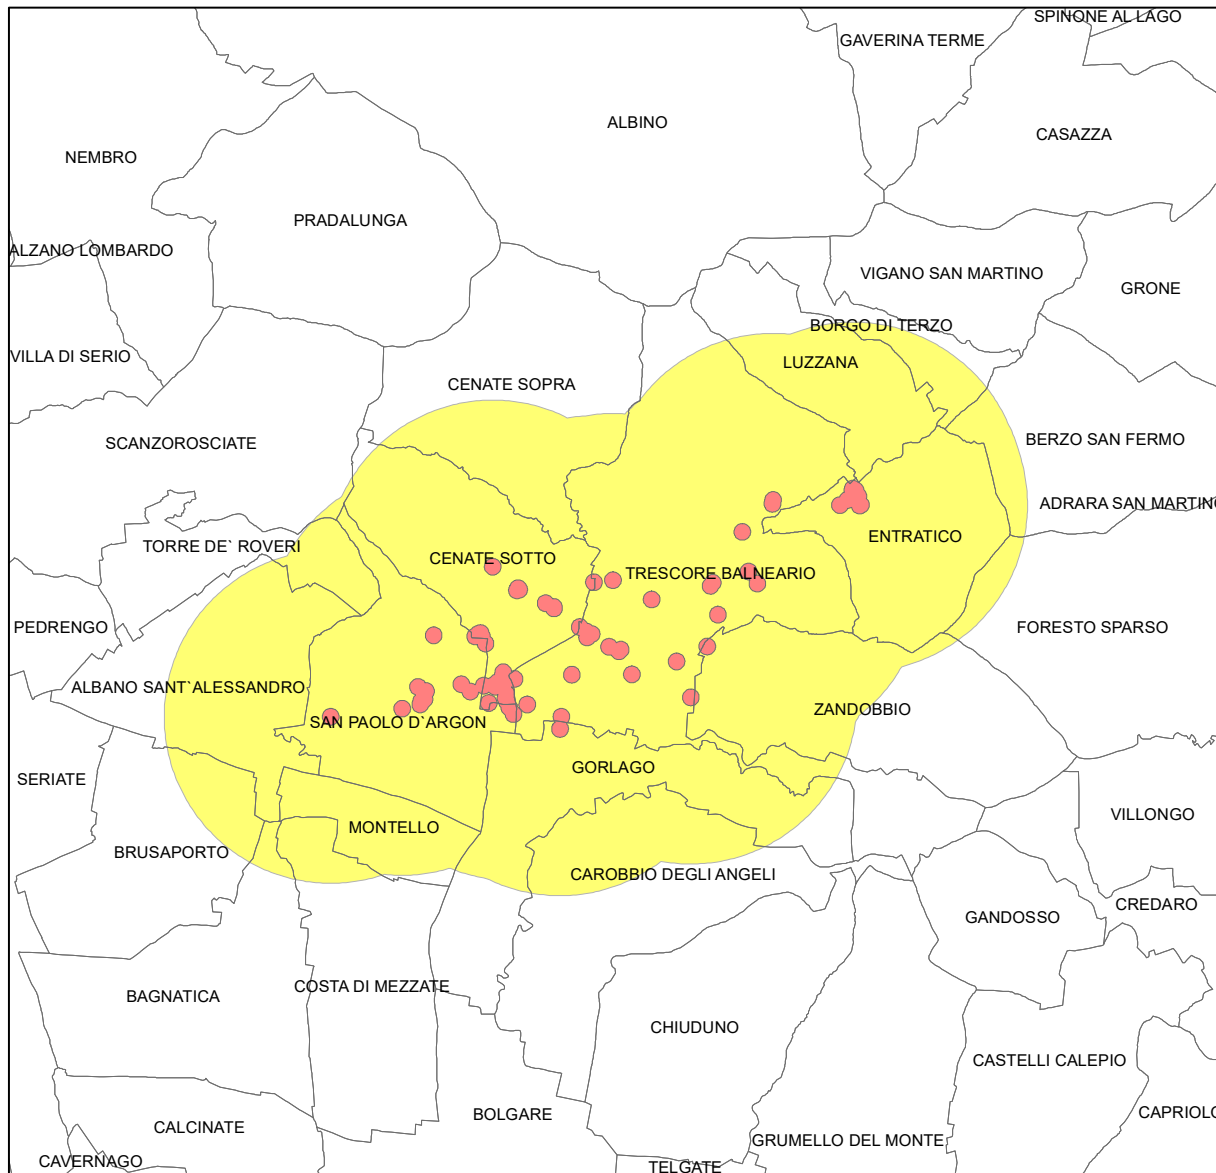 SPINONE AL LAGO
GAVERINA TERME
ALBINO
CASAZZA
NEMBRO
PRADALUNGA
ALZANO LOMBARDO
VIGANO SAN MARTINO
GRONE
BORGO DI TERZO
VILLA DI SERIO
LUZZANA
CENATE SOPRA
SCANZOROSCIATE
BERZO SAN FERMO
ADRARA SAN MARTINO
ENTRATICO
TORRE DE` ROVERI
CENATE SOTTO
TRESCORE BALNEARIO
PEDRENGO
FORESTO SPARSO
ALBANO SANT`ALESSANDRO
ZANDOBBIO
SAN PAOLO D`ARGON
GORLAGO
SERIATE
VILLONGO
MONTELLO
BRUSAPORTO
CAROBBIO DEGLI ANGELI
CREDARO
GANDOSSO
COSTA DI MEZZATE
BAGNATICA
CHIUDUNO
CASTELLI CALEPIO
BOLGARE
CAPRIOLO
CALCINATE
GRUMELLO DEL MONTE
CAVERNAGO
TELGATE